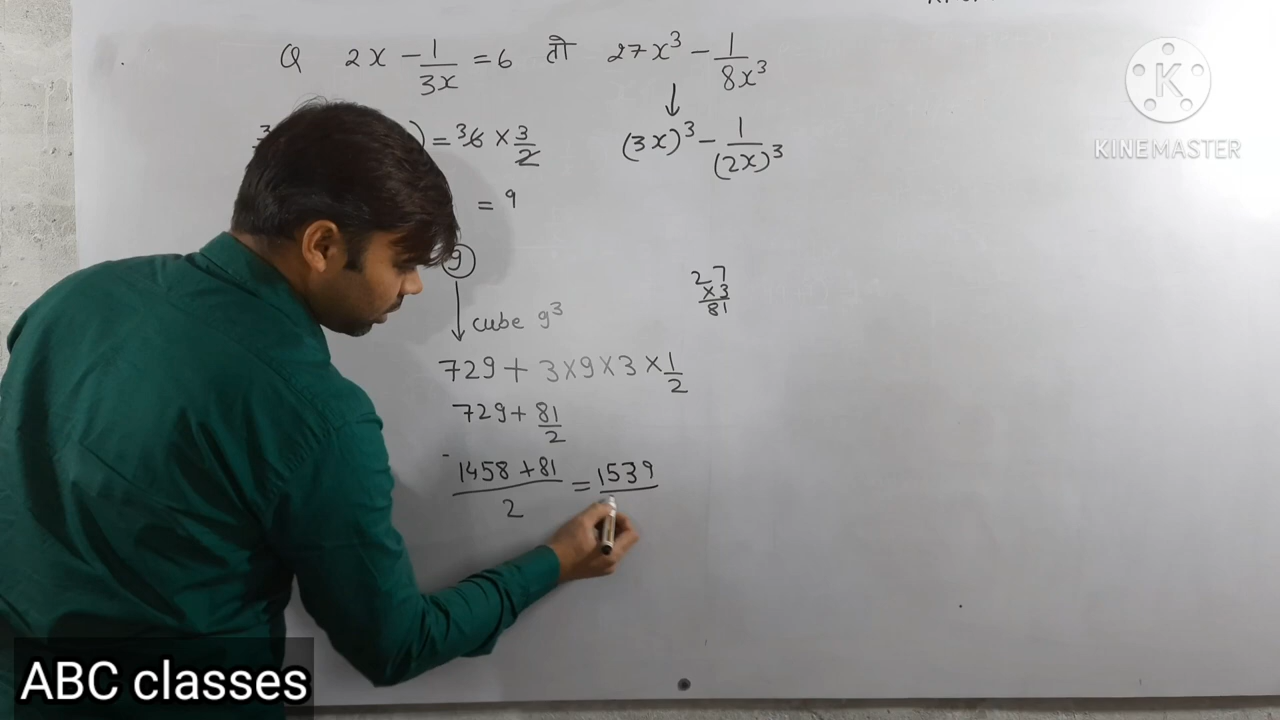 Q 2x - 1/3x = 6 तो 27x³ - 1/8x³
) = ³6 × 3/2
(3x)³ - 1/(2x)³
= 9
9
27
×3
81
cube 9³
729 + 3×9×3×1/2
729 + 81/2
1458 + 81/2 = 1539
K
KINEMASTER
ABC classes